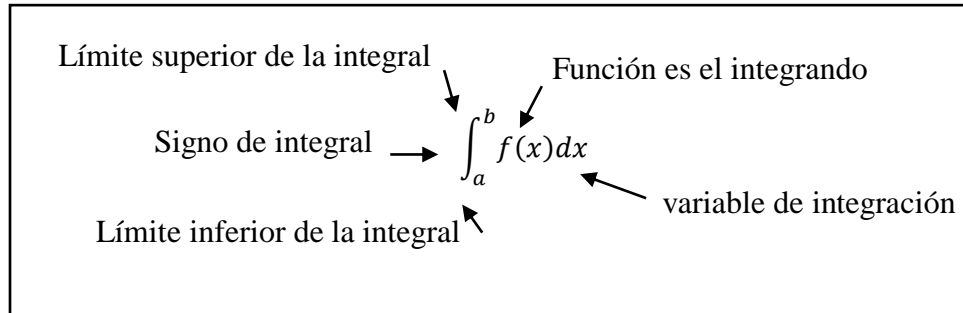 Límite superior de la integral
Función es el integrando
Signo de integral
∫_a^b f(x)dx
variable de integración
Límite inferior de la integral